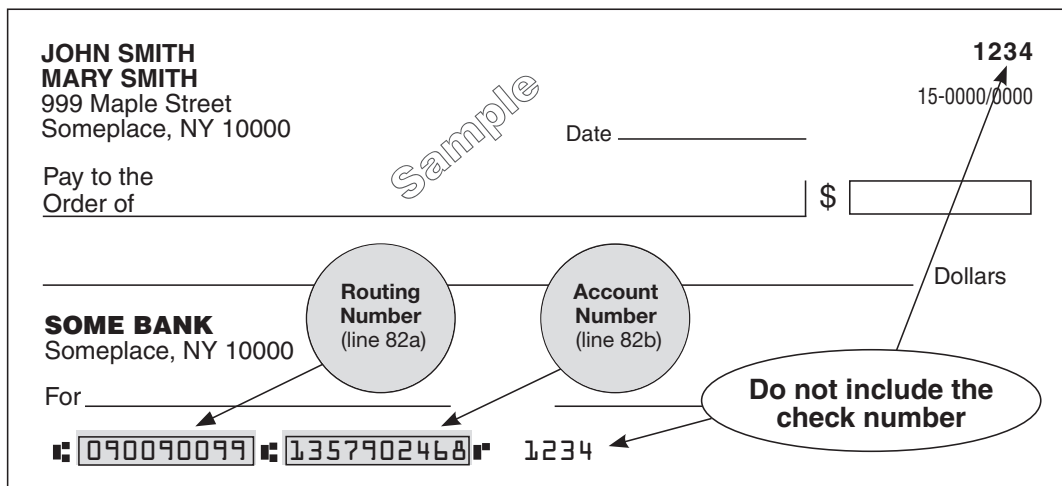 JOHN SMITH
MARY SMITH
999 Maple Street
Someplace, NY 10000
1234
15-0000/0000
Sample
Date
Pay to the
Order of
$
Dollars
Routing
Number
(line 82a)
Account
Number
(line 82b)
SOME BANK
Someplace, NY 10000
For
Do not include the
check number
⑆090090099⑆ 1357902468⑈ 1234